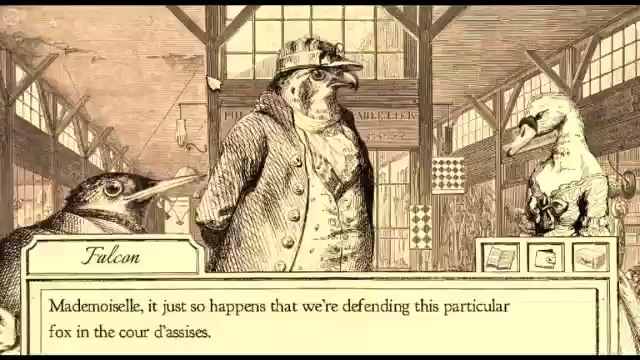 Falcon
Mademoiselle, it just so happens that we're defending this particular
fox in the cour d'assises.